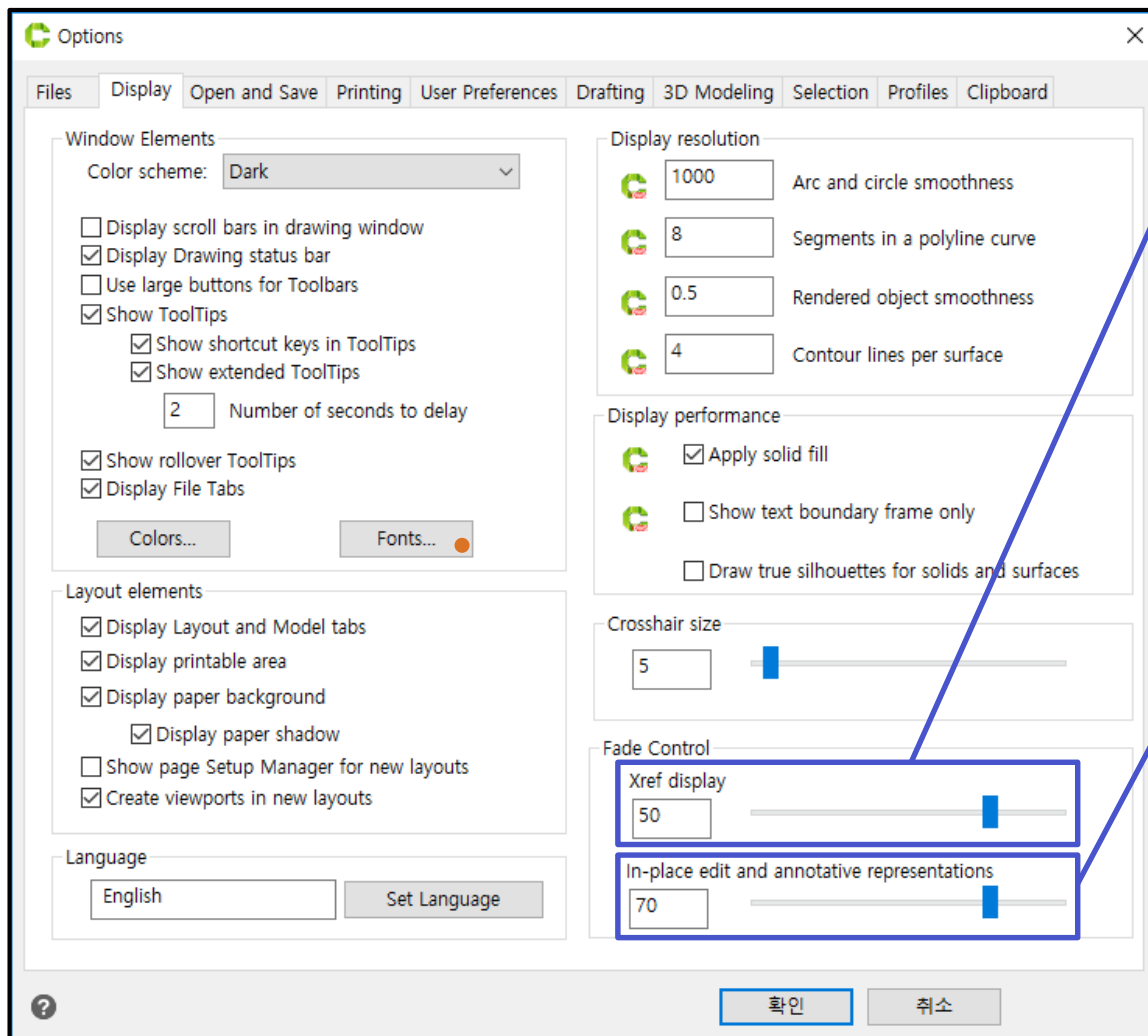 Options
Files
Display
Open and Save
Printing
User Preferences
Drafting
3D Modeling
Selection
Profiles
Clipboard
Window Elements
Color scheme: Dark
Display scroll bars in drawing window
Display Drawing status bar
Use large buttons for Toolbars
Show ToolTips
Show shortcut keys in ToolTips
Show extended ToolTips
2 Number of seconds to delay
Show rollover ToolTips
Display File Tabs
Colors...
Fonts...
Layout elements
Display Layout and Model tabs
Display printable area
Display paper background
Display paper shadow
Show page Setup Manager for new layouts
Create viewports in new layouts
Language
English
Set Language
Display resolution
1000 Arc and circle smoothness
8 Segments in a polyline curve
0.5 Rendered object smoothness
4 Contour lines per surface
Display performance
Apply solid fill
Show text boundary frame only
Draw true silhouettes for solids and surfaces
Crosshair size
5
Fade Control
Xref display
50
In-place edit and annotative representations
70
?
확인
취소